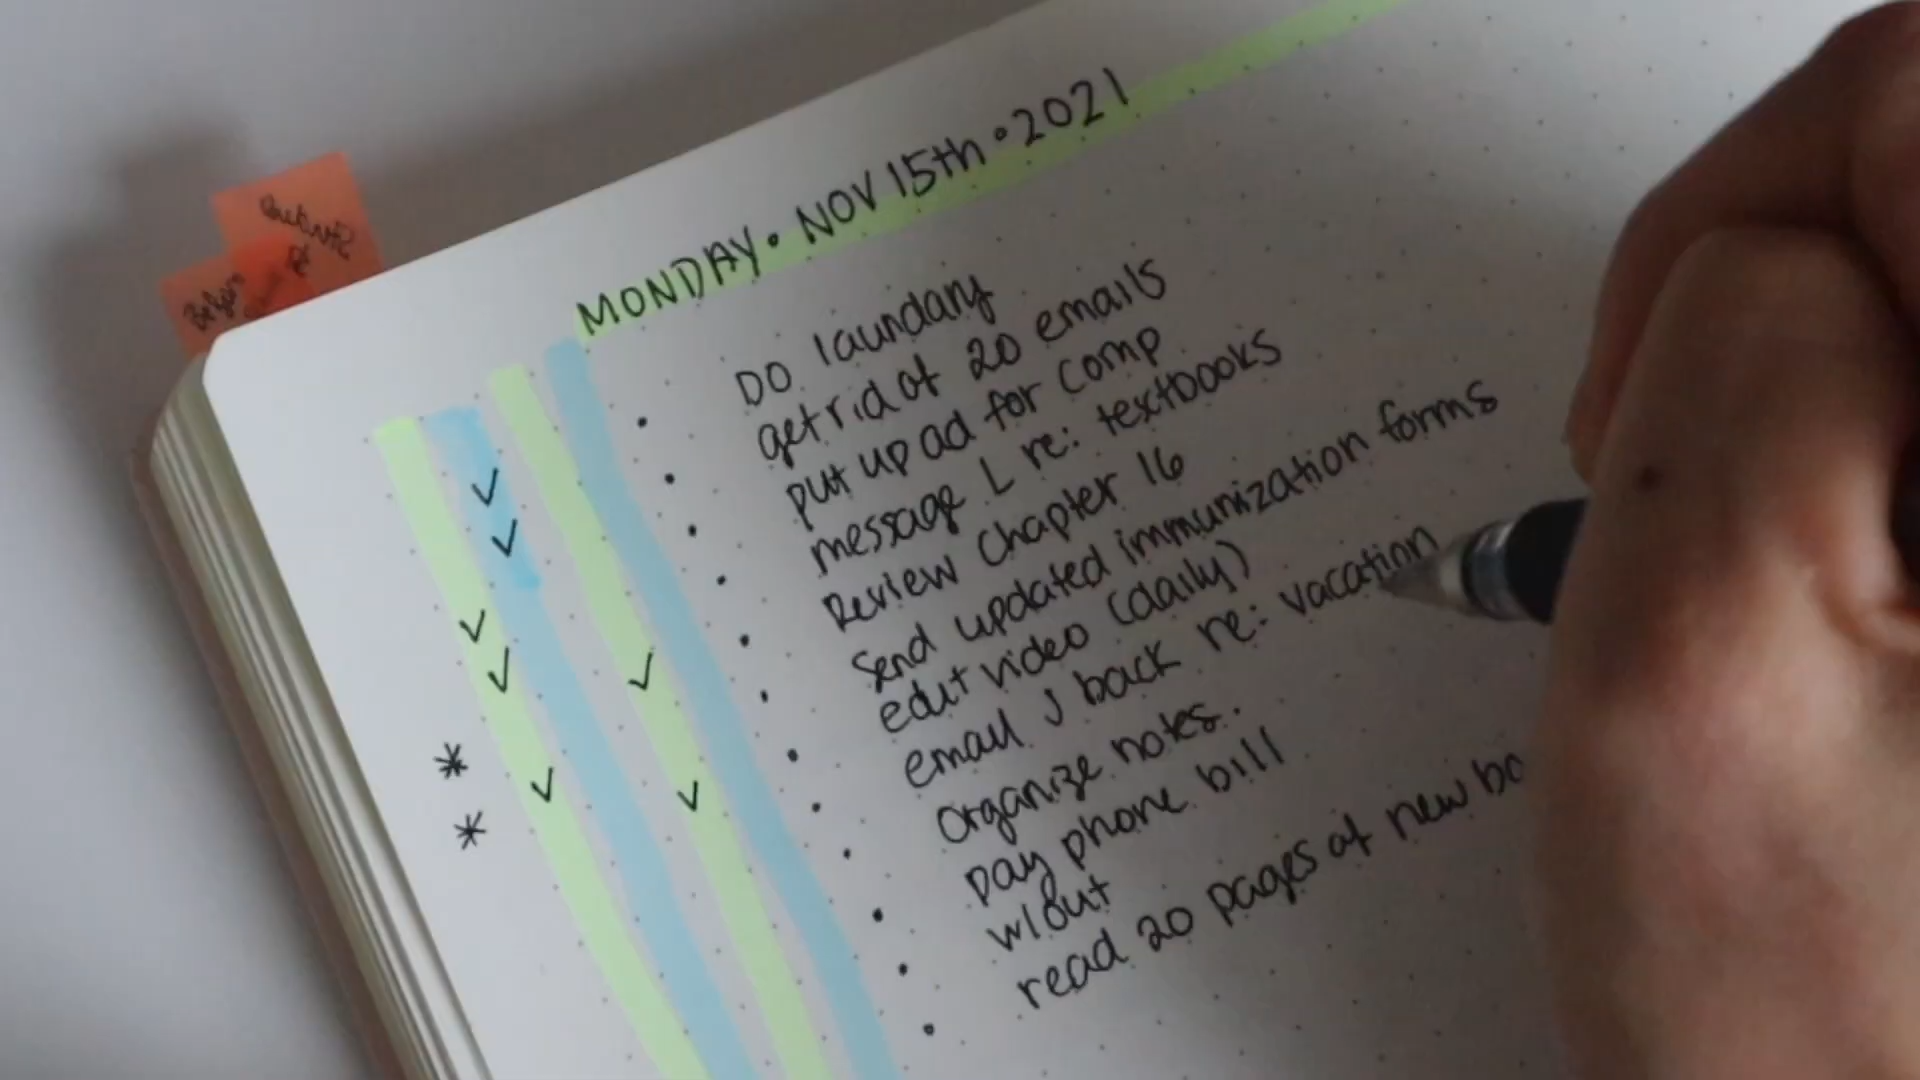 MONDAY • NOV 15th • 2021
• DO laundary
• get rid of 20 emails
• put up ad for comp
• message L re: textbooks
• Review Chapter 16
• Send updated immunization forms
• edit video (daily)
• email J back re: vacation
• Organize notes.
• pay phone bill
• w/out
• read 20 pages of new bo